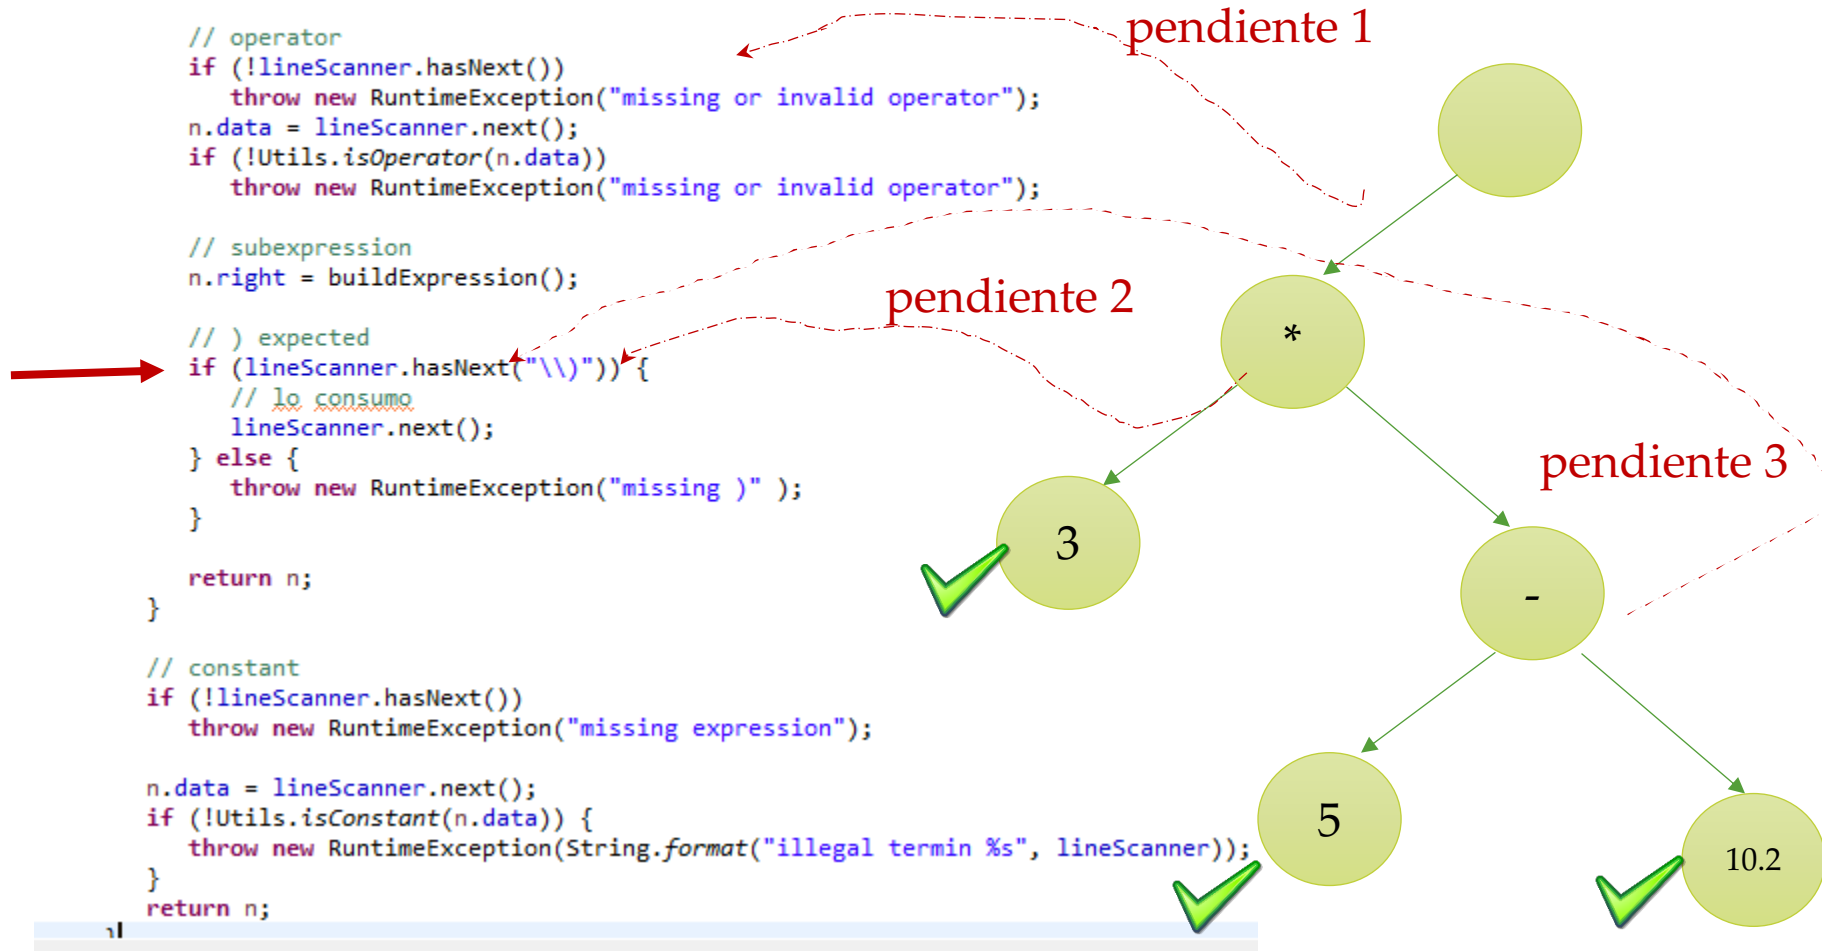 pendiente 1
// operator
if (!lineScanner.hasNext())
throw new RuntimeException("missing or invalid operator");
n.data = lineScanner.next();
if (!Utils.isOperator(n.data))
throw new RuntimeException("missing or invalid operator");
// subexpression
n.right = buildExpression();
pendiente 2
// ) expected
if (lineScanner.hasNext("\\)")) {
// lo consumo
lineScanner.next();
} else {
throw new RuntimeException("missing )" );
}
return n;
}
// constant
if (!lineScanner.hasNext())
throw new RuntimeException("missing expression");
n.data = lineScanner.next();
if (!Utils.isConstant(n.data)) {
throw new RuntimeException(String.format("illegal termin %s", lineScanner));
}
return n;
}
*
pendiente 3
3
-
5
10.2